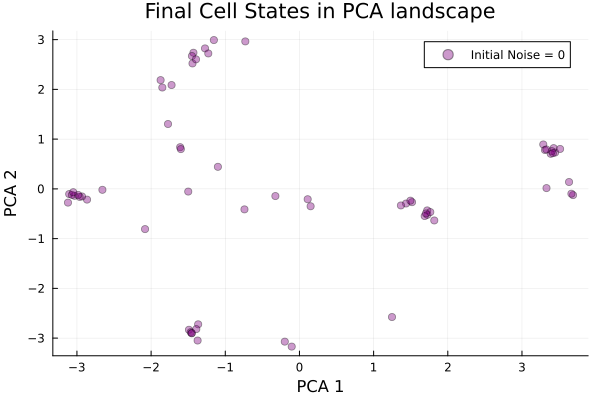 Final Cell States in PCA landscape
Initial Noise = 0
PCA 2
3
2
1
0
−1
−2
−3
−3 −2 −1 0 1 2 3
PCA 1